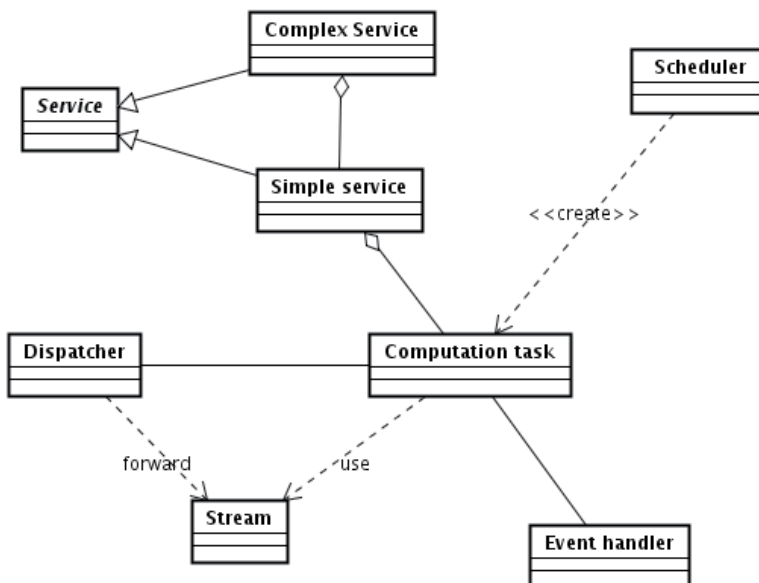 Complex Service
Scheduler
Service
Simple service
<<create>>
Dispatcher
Computation task
forward
use
Stream
Event handler